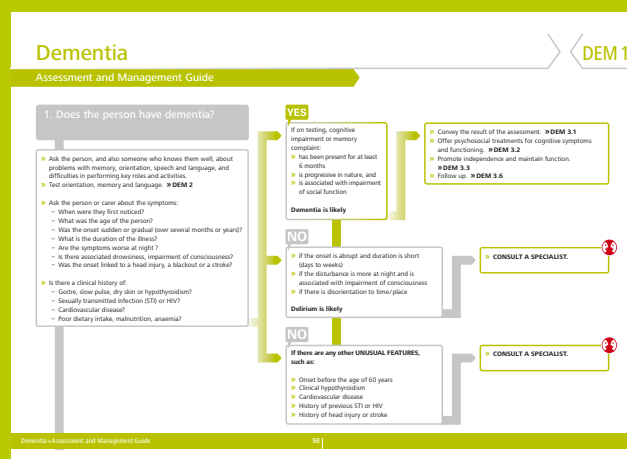 Dementia
DEM 1
Assessment and Management Guide
1. Does the person have dementia?
» Ask the person, and also someone who knows them well, about
problems with memory, orientation, speech and language, and
difficulties in performing key roles and activities.
» Test orientation, memory and language. »DEM 2
» Ask the person or carer about the symptoms:
– When were they first noticed?
– What was the age of the person?
– Was the onset sudden or gradual (over several months or years)?
– What is the duration of the illness?
– Are the symptoms worse at night ?
– Is there associated drowsiness, impairment of consciousness?
– Was the onset linked to a head injury, a blackout or a stroke?
» Is there a clinical history of:
– Goitre, slow pulse, dry skin or hypothyroidism?
– Sexually transmitted infection (STI) or HIV?
– Cardiovascular disease?
– Poor dietary intake, malnutrition, anaemia?
YES
If on testing, cognitive
impairment or memory
complaint:
» has been present for at least
6 months
» is progressive in nature, and
» is associated with impairment
of social function
Dementia is likely
» Convey the result of the assessment. »DEM 3.1
» Offer psychosocial treatments for cognitive symptoms
and functioning. »DEM 3.2
» Promote independence and maintain function.
»DEM 3.3
» Follow up. »DEM 3.6
NO
» if the onset is abrupt and duration is short
(days to weeks)
» if the disturbance is more at night and is
associated with impairment of consciousness
» if there is disorientation to time/place
Delirium is likely
» CONSULT A SPECIALIST.
NO
If there are any other UNUSUAL FEATURES,
such as:
» Onset before the age of 60 years
» Clinical hypothyroidism
» Cardiovascular disease
» History of previous STI or HIV
» History of head injury or stroke
» CONSULT A SPECIALIST.
Dementia » Assessment and Management Guide
50